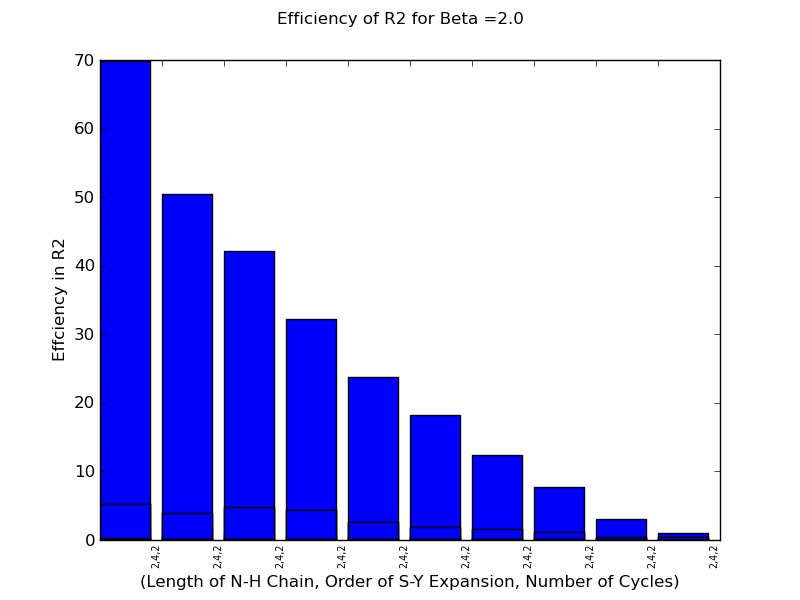 Efficiency of R2 for Beta =2.0
70
60
50
40
30
20
10
0
Effciency in R2
2,4,2 2,4,2 2,4,2 2,4,2 2,4,2 2,4,2 2,4,2 2,4,2 2,4,2 2,4,2
(Length of N-H Chain, Order of S-Y Expansion, Number of Cycles)